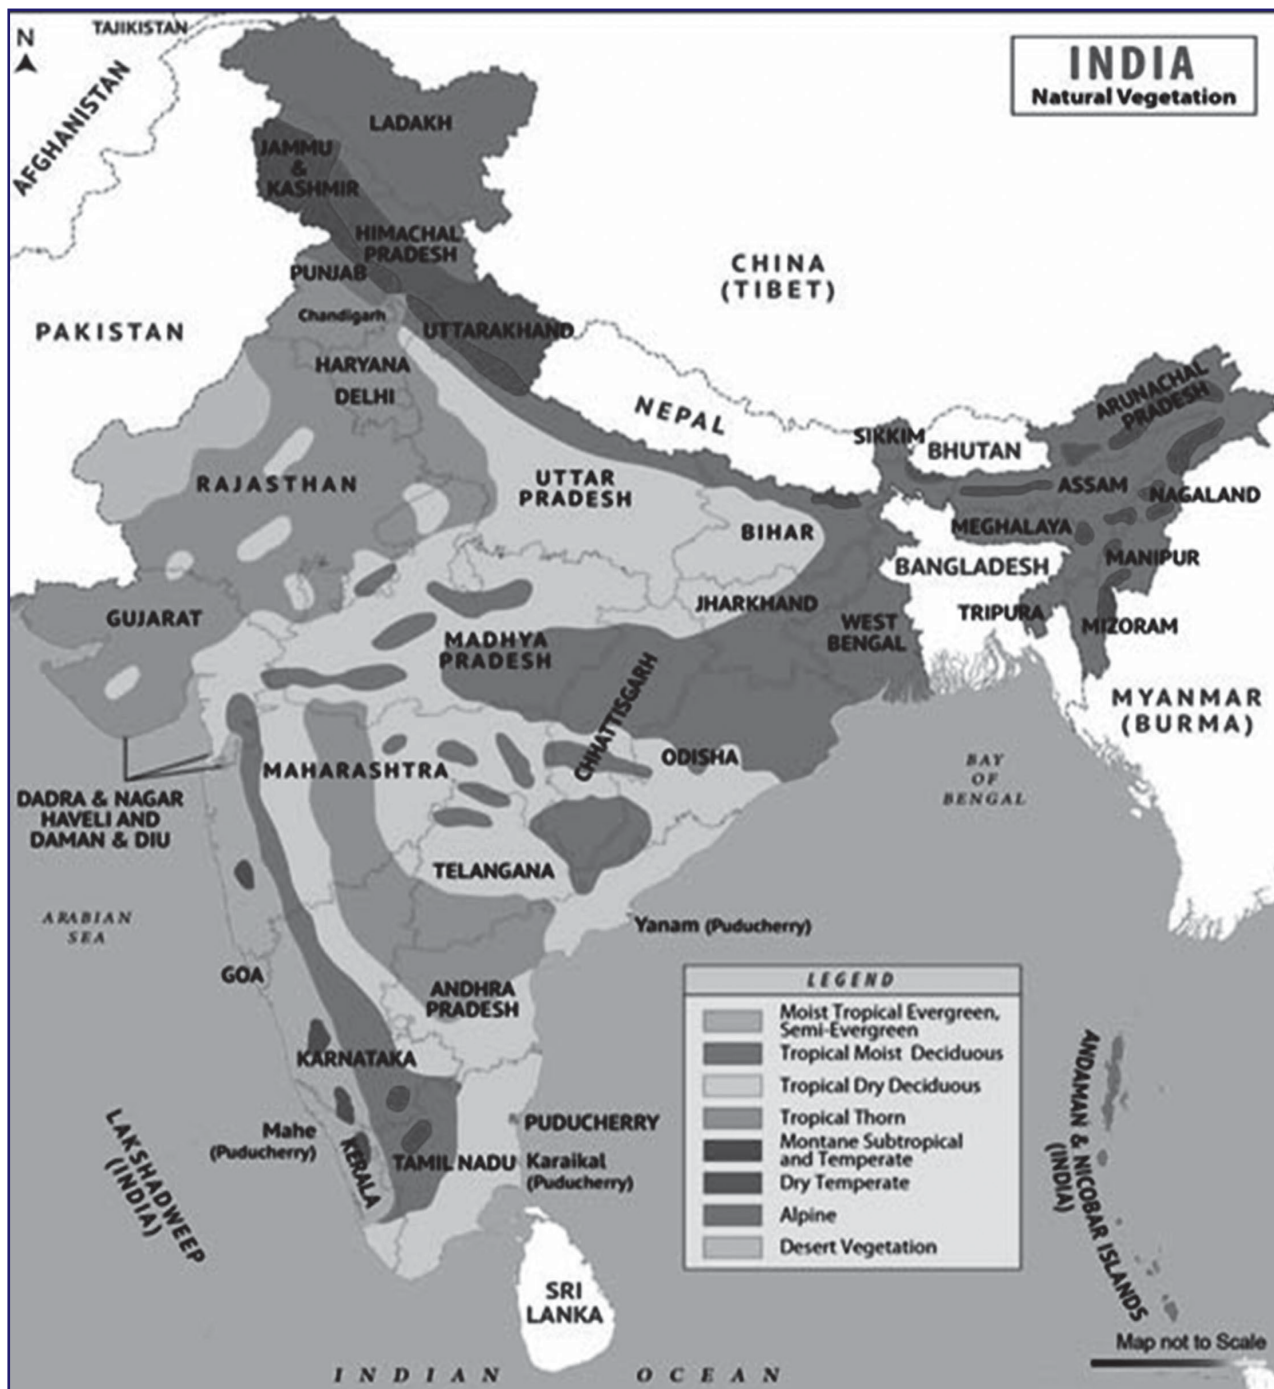 TAJIKISTAN
N
AFGHANISTAN
INDIA
Natural Vegetation
LADAKH
JAMMU
&
KASHMIR
HIMACHAL
PRADESH
PUNJAB
CHINA
(TIBET)
Chandigarh
PAKISTAN
UTTARAKHAND
HARYANA
DELHI
NEPAL
ARUNACHAL
PRADESH
SIKKIM
BHUTAN
RAJASTHAN
UTTAR
PRADESH
ASSAM
NAGALAND
BIHAR
MEGHALAYA
BANGLADESH
MANIPUR
GUJARAT
JHARKHAND
WEST
BENGAL
TRIPURA
MIZORAM
MADHYA
PRADESH
CHHATTISGARH
MYANMAR
(BURMA)
ODISHA
MAHARASHTRA
BAY
OF
BENGAL
DADRA & NAGAR
HAVELI AND
DAMAN & DIU
TELANGANA
ARABIAN
SEA
Yanam (Puducherry)
GOA
ANDHRA
PRADESH
LEGEND
Moist Tropical Evergreen,
Semi-Evergreen
Tropical Moist Deciduous
Tropical Dry Deciduous
Tropical Thorn
Montane Subtropical
and Temperate
Dry Temperate
Alpine
Desert Vegetation
KARNATAKA
PUDUCHERRY
Mahe
(Puducherry)
KERALA
TAMIL NADU
Karaikal
(Puducherry)
LAKSHADWEEP
(INDIA)
ANDAMAN & NICOBAR ISLANDS
(INDIA)
SRI
LANKA
Map not to Scale
INDIAN OCEAN